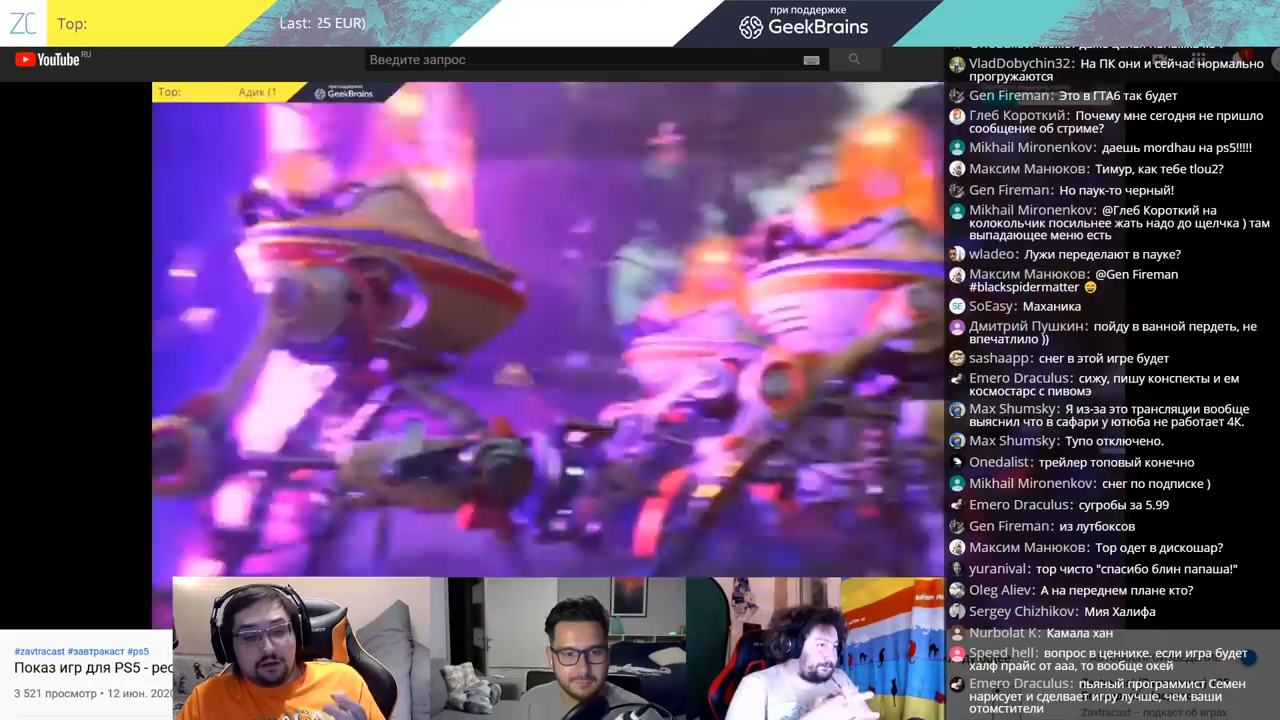 ZC
Top:
Last: 25 EUR)
при поддержке
GeekBrains
YouTube RU
Введите запрос
Top:
Адик (1
при поддержке
GeekBrains
VladDobychin32: На ПК они и сейчас нормально
прогружаются
Gen Fireman: Это в ГТА6 так будет
Глеб Короткий: Почему мне сегодня не пришло
сообщение об стриме?
Mikhail Mironenkov: даешь mordhau на ps5!!!!!
Максим Манюков: Тимур, как тебе tlou2?
Gen Fireman: Но паук-то черный!
Mikhail Mironenkov: @Глеб Короткий на
колокольчик посильнее жать надо до щелчка ) там
выпадающее меню есть
wladeo: Лужи переделают в пауке?
Максим Манюков: @Gen Fireman
#blackspidermatter 😄
SE
SoEasy: Маханика
Дмитрий Пушкин: пойду в ванной пердеть, не
впечатлило ))
sashaapp: снег в этой игре будет
Emero Draculus: сижу, пишу конспекты и ем
космостарс с пивомэ
Max Shumsky: Я из-за это трансляции вообще
выяснил что в сафари у ютюба не работает 4К.
Max Shumsky: Тупо отключено.
Onedalist: трейлер топовый конечно
Mikhail Mironenkov: снег по подписке )
Emero Draculus: сугробы за 5.99
Gen Fireman: из лутбоксов
Максим Манюков: Тор одет в дискошар?
yuranival: тор чисто "спасибо блин папаша!"
Oleg Aliev: А на переднем плане кто?
Sergey Chizhikov: Мия Халифа
Nurbolat K: Камала хан
Speed hell: вопрос в ценнике. если игра будет
халф прайс от ааа, то вообще окей
Emero Draculus: пьяный программист Семен
нарисует и сделвает игру лучше, чем ваши
отомстители
#zavtracast #завтракаст #ps5
Показ игр для PS5 - рес
3 521 просмотр • 12 июн. 2020
Zavtracast – подкаст об играх